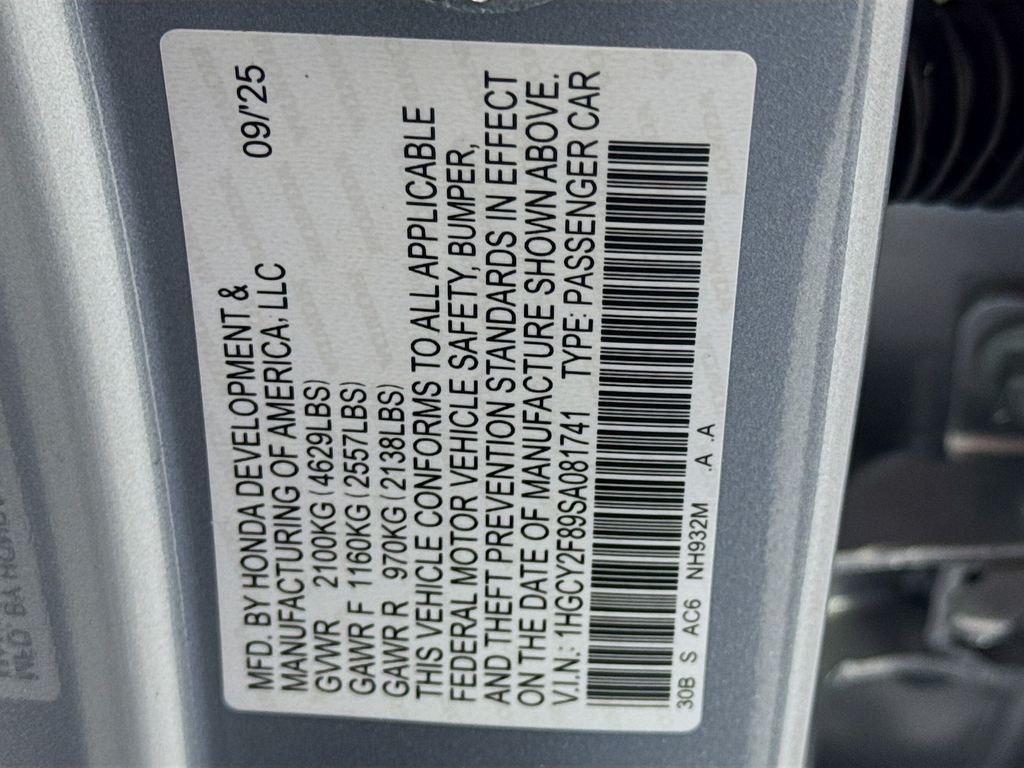 MFD. BY HONDA DEVELOPMENT &
MANUFACTURING OF AMERICA, LLC 09/'25
GVWR 2100KG (4629LBS)
GAWR F 1160KG (2557LBS)
GAWR R 970KG (2138LBS)
THIS VEHICLE CONFORMS TO ALL APPLICABLE
FEDERAL MOTOR VEHICLE SAFETY, BUMPER,
AND THEFT PREVENTION STANDARDS IN EFFECT
ON THE DATE OF MANUFACTURE SHOWN ABOVE.
V.I.N.: 1HGCY2F89SA081741 TYPE: PASSENGER CAR
30B S AC6 NH932M .A .A